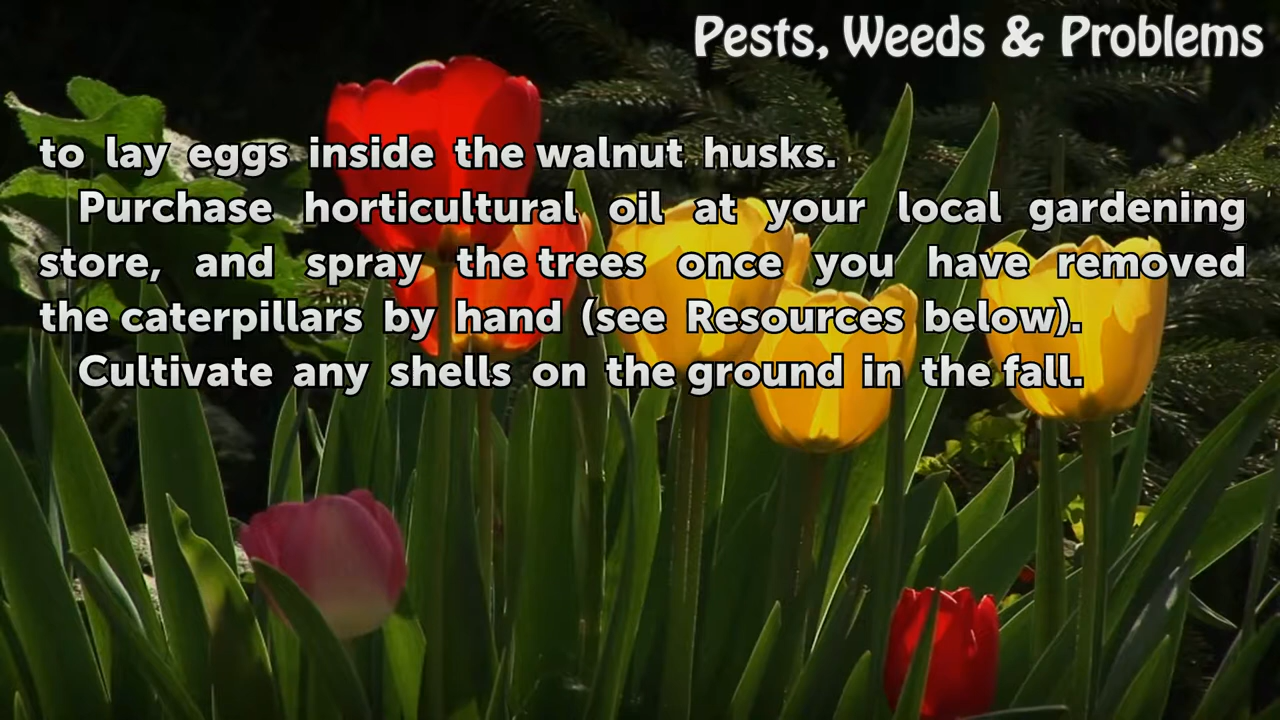 Pests, Weeds & Problems
to lay eggs inside the walnut husks.
Purchase horticultural oil at your local gardening
store, and spray the trees once you have removed
the caterpillars by hand (see Resources below).
Cultivate any shells on the ground in the fall.